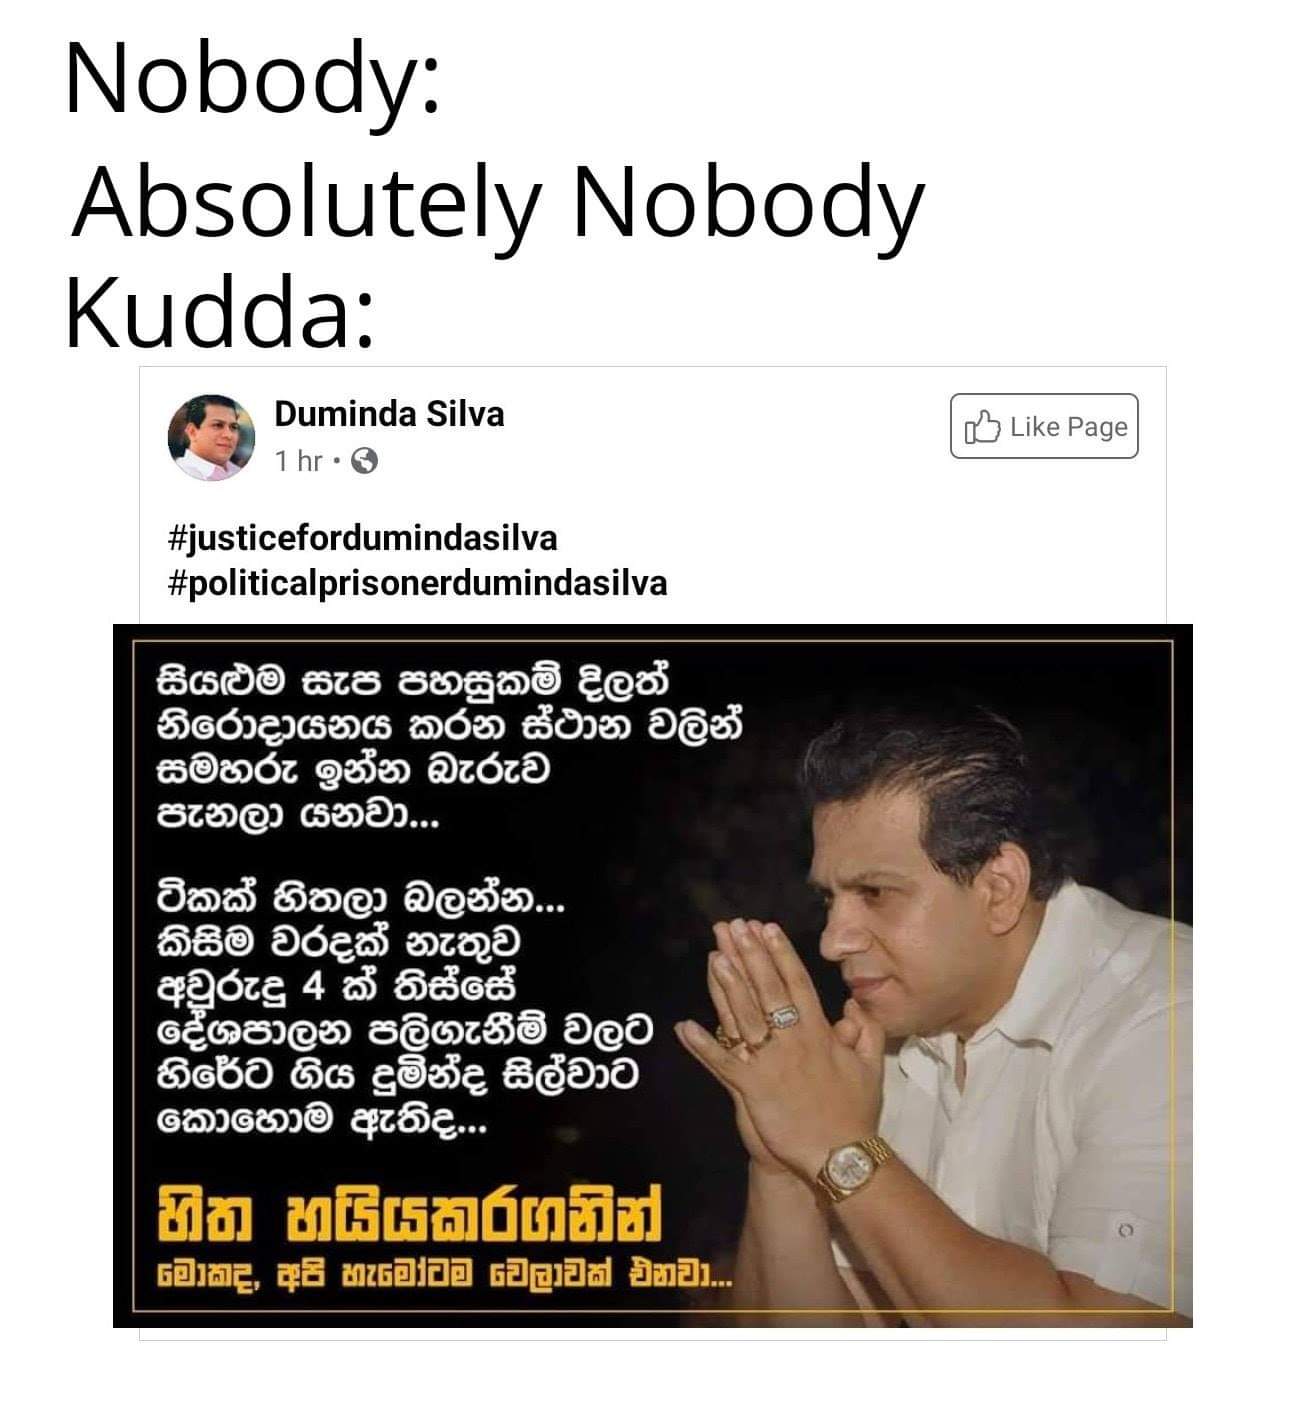 Nobody:
Absolutely Nobody
Kudda:
Duminda Silva
Like Page
1 hr •
#justicefordumindasilva
#politicalprisonerdumindasilva
සියළුම සැප පහසුකම් දිලත්
නිරොදායනය කරන ස්ථාන වලින්
සමහරු ඉන්න බැරුව
පැනලා යනවා...
ටිකක් හිතලා බලන්න...
කිසිම වරදක් නැතුව
අවුරුදු 4 ක් තිස්සේ
දේශපාලන පලිගැනීම් වලට
හිරේට ගිය දුමින්ද සිල්වාට
කොහොම ඇතිද...
හිත හයියකරගනින්
මොකද, අපි හැමෝටම වෙලාවක් එනවා...